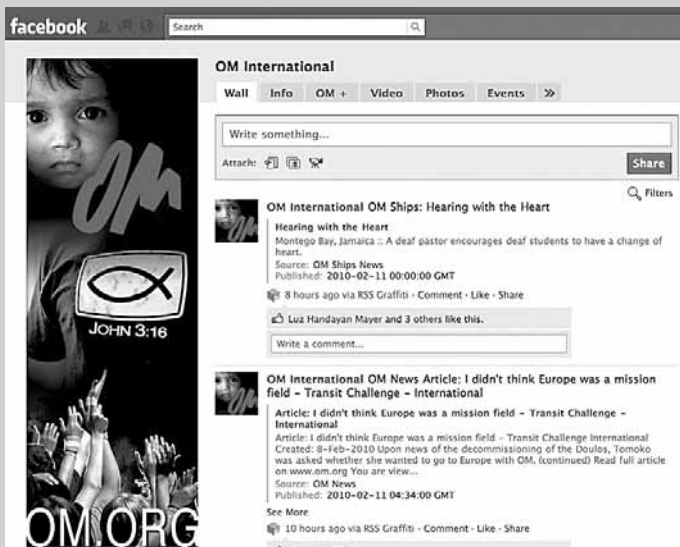 facebook
Search
OM International
Wall Info OM + Video Photos Events »
Write something...
Attach:
Share
Filters
OM
JOHN 3:16
OM.ORG
OM International OM Ships: Hearing with the Heart
Hearing with the Heart
Montego Bay, Jamaica :: A deaf pastor encourages deaf students to have a change of
heart.
Source: OM Ships News
Published: 2010-02-11 00:00:00 GMT
8 hours ago via RSS Graffiti · Comment · Like · Share
Luz Handayan Mayer and 3 others like this.
Write a comment...
OM International OM News Article: I didn't think Europe was a mission
field – Transit Challenge – International
Article: I didn't think Europe was a mission field – Transit Challenge –
International
Article: I didn't think Europe was a mission field - Transit Challenge International
Created: 8-Feb-2010 Upon news of the decommissioning of the Doulos, Tomoko
was asked whether she wanted to go to Europe with OM. (continued) Read full article
on www.om.org You are view...
Source: OM News
Published: 2010-02-11 04:34:00 GMT
See More
10 hours ago via RSS Graffiti · Comment · Like · Share